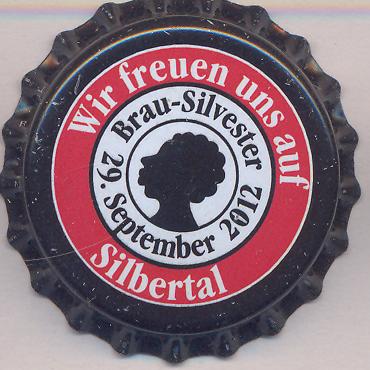 Wir freuen uns auf
Silbertal
Brau-Silvester
29. September 2012